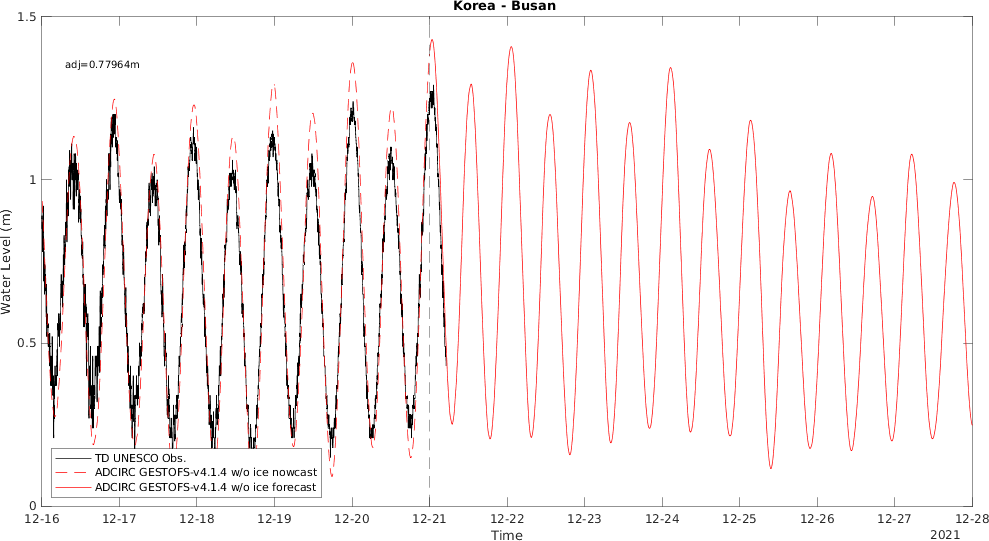 Korea - Busan
1.5
adj=0.77964m
1
Water Level (m)
0.5
TD UNESCO Obs.
ADCIRC GESTOFS-v4.1.4 w/o ice nowcast
ADCIRC GESTOFS-v4.1.4 w/o ice forecast
0
12-16 12-17 12-18 12-19 12-20 12-21 12-22 12-23 12-24 12-25 12-26 12-27 12-28
Time
2021